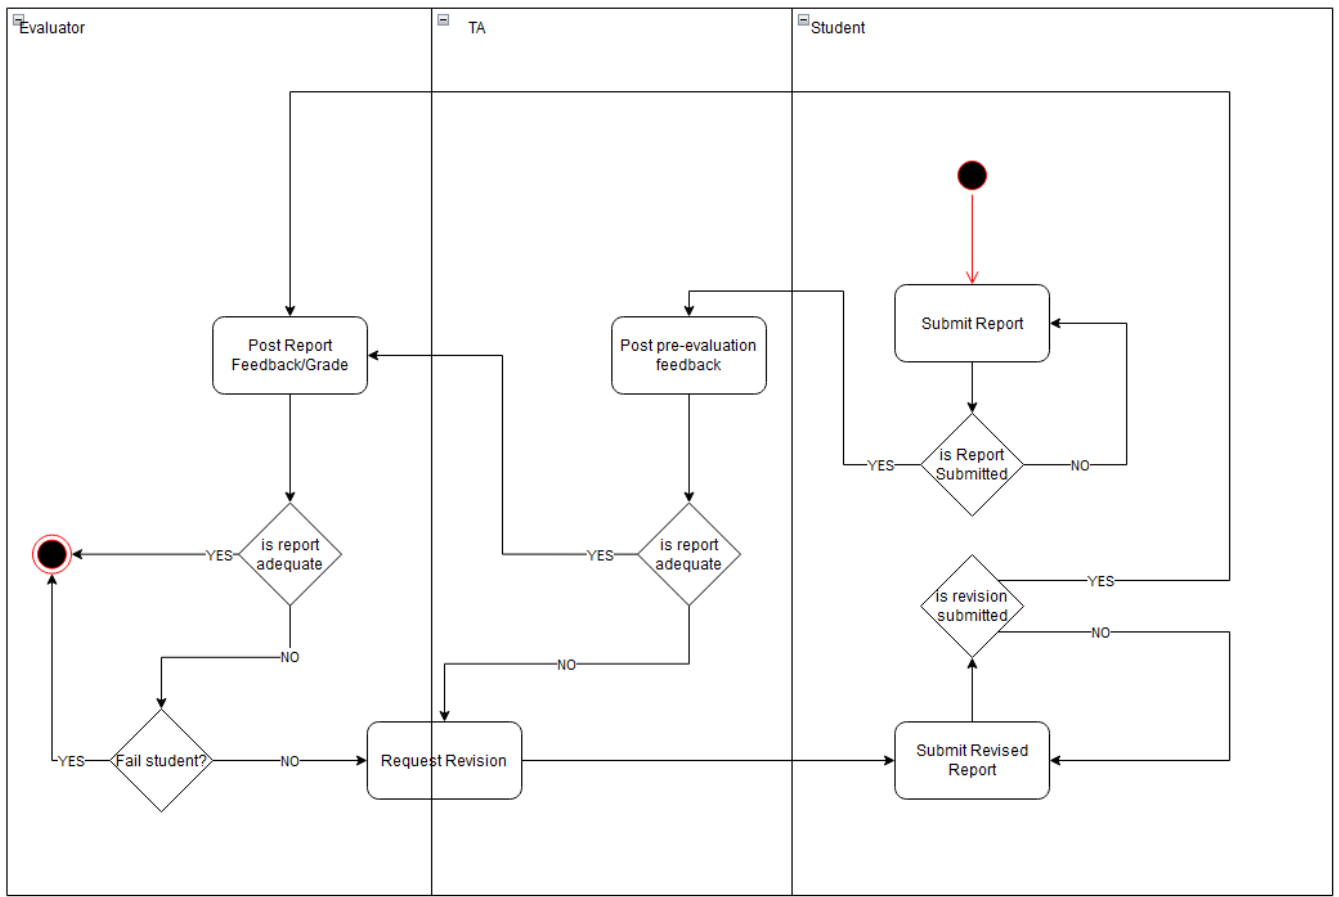 Evaluator
TA
Student
Submit Report
Post Report
Feedback/Grade
Post pre-evaluation
feedback
is Report
Submitted
YES
NO
is report
adequate
YES
is report
adequate
YES
is revision
submitted
YES
NO
NO
NO
Fail student?
YES
NO
Request Revision
Submit Revised
Report